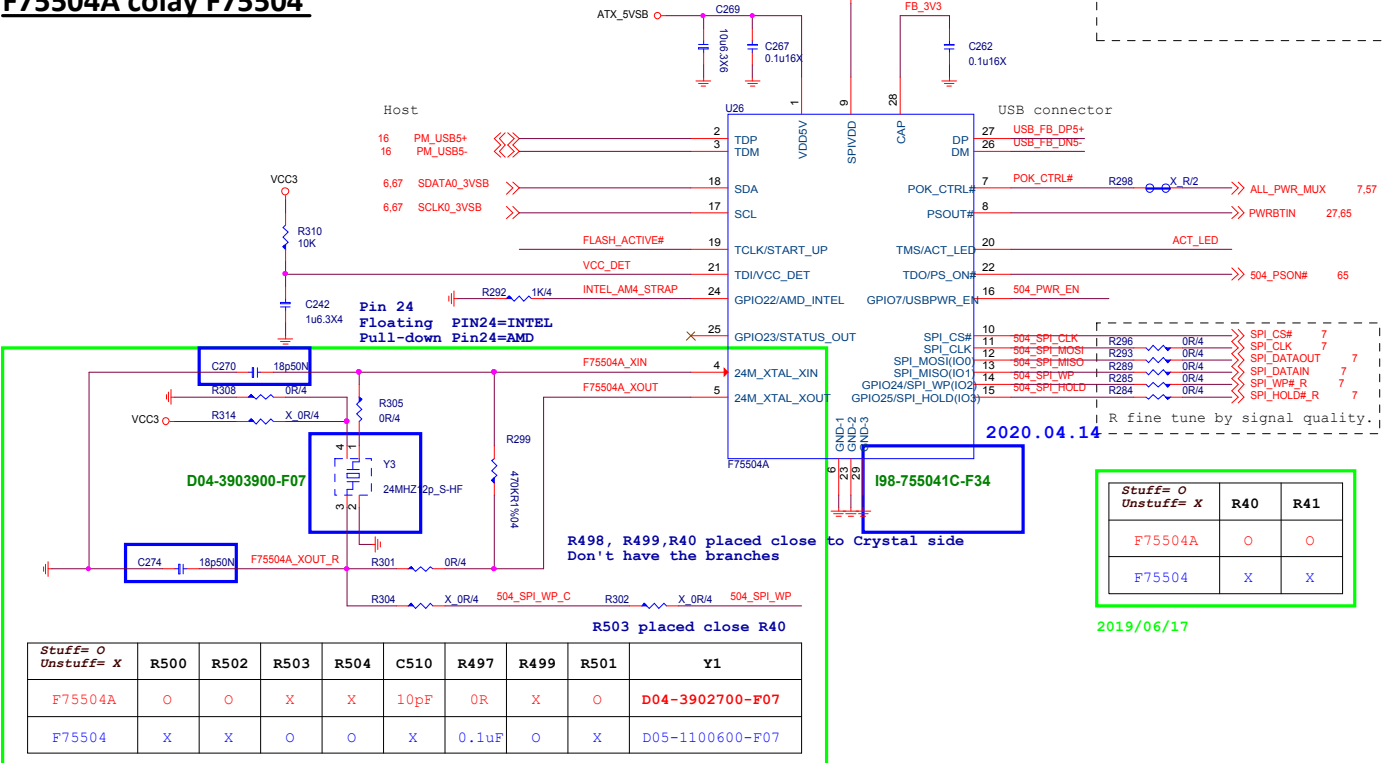 F75504A colay F75504
ATX_5VSB
C269
10u6.3X6
C267
0.1u16X
FB_3V3
C262
0.1u16X
Host
U26
USB connector
1
9
28
VDD5V
SPIVDD
CAP
16 PM_USB5+
16 PM_USB5-
2 TDP
3 TDM
DP 27 USB_FB_DP5+
DM 26 USB_FB_DN5-
VCC3
6,67 SDATA0_3VSB
18 SDA
POK_CTRL# 7 POK_CTRL# R298 X_R/2 ALL_PWR_MUX 7,57
6,67 SCLK0_3VSB
17 SCL
PSOUT# 8 PWRBTIN 27,65
R310
10K
FLASH_ACTIVE# 19 TCLK/START_UP
TMS/ACT_LED 20 ACT_LED
VCC_DET 21 TDI/VCC_DET
TDO/PS_ON# 22 504_PSON# 65
R292 1K/4 INTEL_AM4_STRAP 24 GPIO22/AMD_INTEL
GPIO7/USBPWR_EN 16 504_PWR_EN
C242
1u6.3X4
Pin 24
Floating PIN24=INTEL
Pull-down Pin24=AMD
25 GPIO23/STATUS_OUT
SPI_CS# 10 SPI_CS# 7
SPI_CLK 11 504_SPI_CLK R296 0R/4 SPI_CLK 7
SPI_MOSI(IO0) 12 504_SPI_MOSI R293 0R/4 SPI_DATAOUT 7
SPI_MISO(IO1) 13 504_SPI_MISO R289 0R/4 SPI_DATAIN 7
GPIO24/SPI_WP(IO2) 14 504_SPI_WP R285 0R/4 SPI_WP#_R 7
GPIO25/SPI_HOLD(IO3) 15 504_SPI_HOLD R284 0R/4 SPI_HOLD#_R 7
R fine tune by signal quality.
C270 18p50N
F75504A_XIN 4 24M_XTAL_XIN
F75504A_XOUT 5 24M_XTAL_XOUT
R308 0R/4
R305
0R/4
VCC3 R314 X_0R/4
GND-1
GND-2
GND-3
6
23
29
F75504A
2020.04.14
R299
470KR1%04
4
1
Y3
24MHZ12p_S-HF
3
2
D04-3903900-F07
I98-755041C-F34
R498, R499,R40 placed close to Crystal side
Don't have the branches
C274 18p50N F75504A_XOUT_R R301 0R/4
R304 X_0R/4 504_SPI_WP_C R302 X_0R/4 504_SPI_WP
R503 placed close R40
Stuff= O
Unstuff= X R40 R41
F75504A O O
F75504 X X
2019/06/17
Stuff= O
Unstuff= X R500 R502 R503 R504 C510 R497 R499 R501 Y1
F75504A O O X X 10pF 0R X O D04-3902700-F07
F75504 X X O O X 0.1uF O X D05-1100600-F07